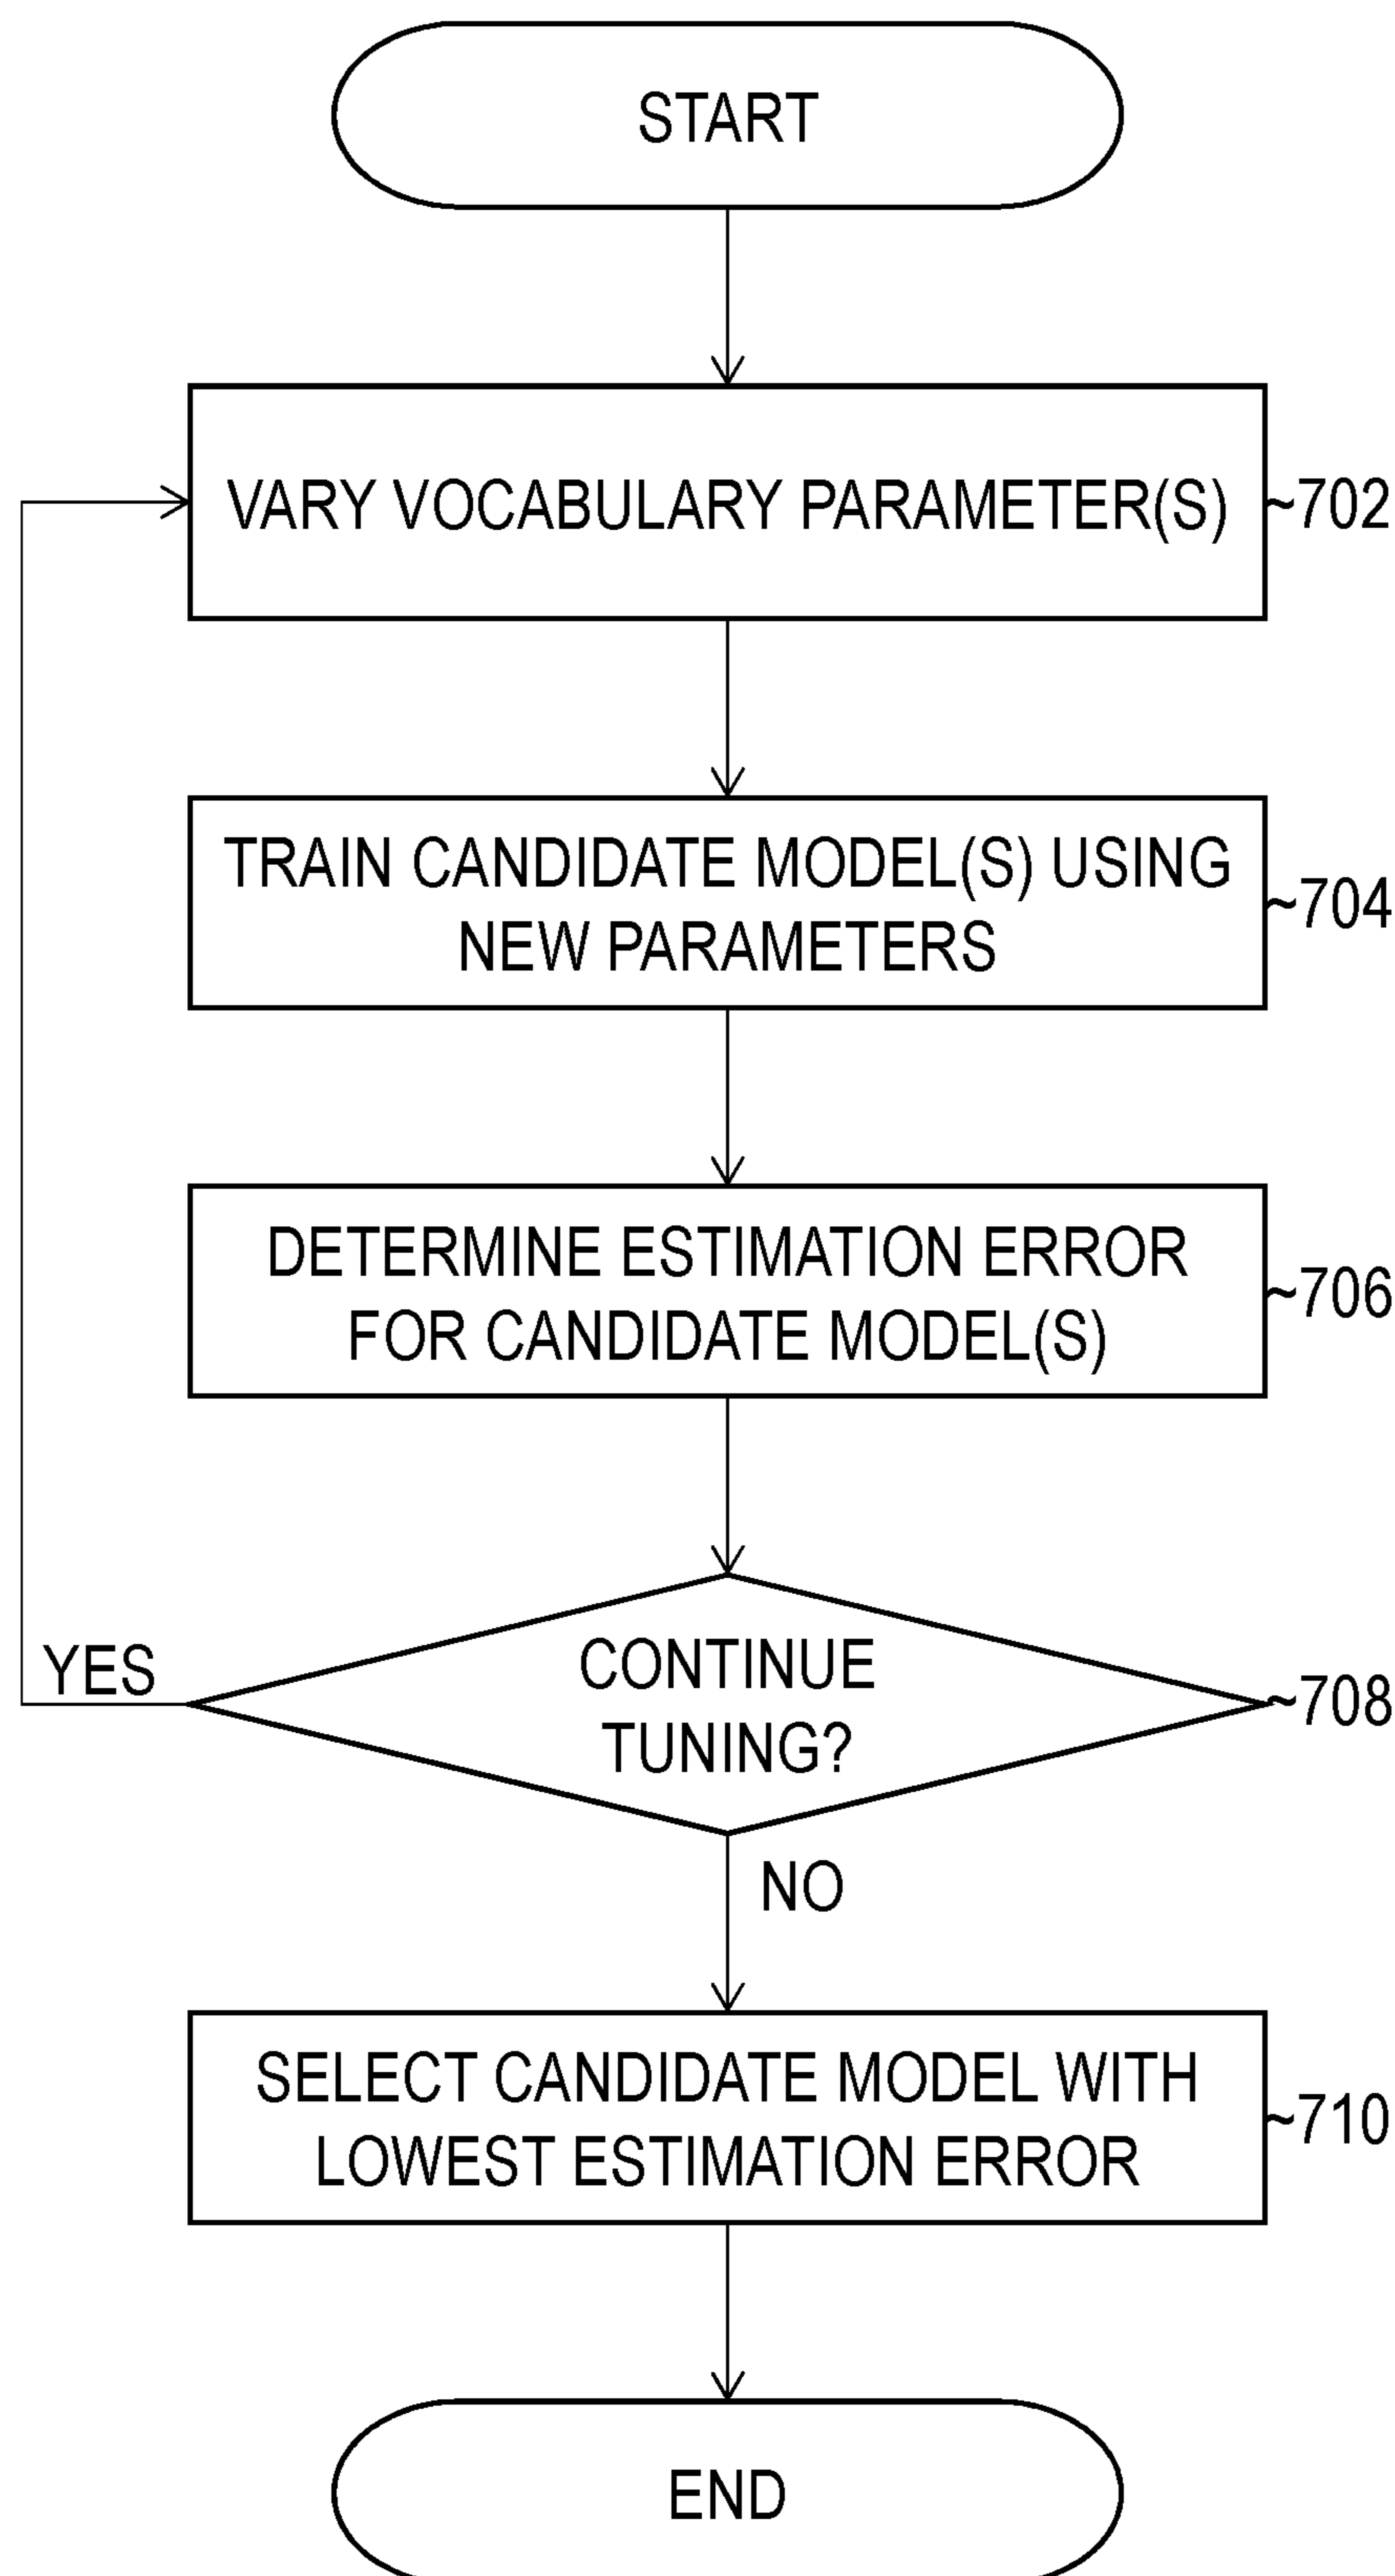 START
VARY VOCABULARY PARAMETER(S)
~702
TRAIN CANDIDATE MODEL(S) USING
NEW PARAMETERS
~704
DETERMINE ESTIMATION ERROR
FOR CANDIDATE MODEL(S)
~706
CONTINUE
TUNING?
~708
YES
NO
SELECT CANDIDATE MODEL WITH
LOWEST ESTIMATION ERROR
~710
END